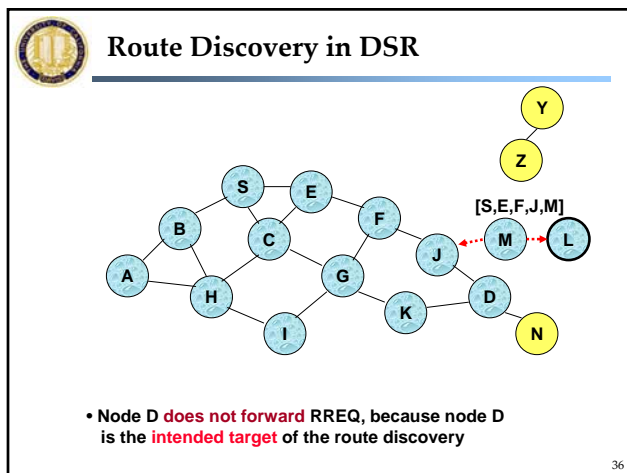 Route Discovery in DSR
Y
Z
S
E
[S,E,F,J,M]
B
F
C
M
L
J
A
G
H
D
K
I
N
• Node D does not forward RREQ, because node D
is the intended target of the route discovery
36